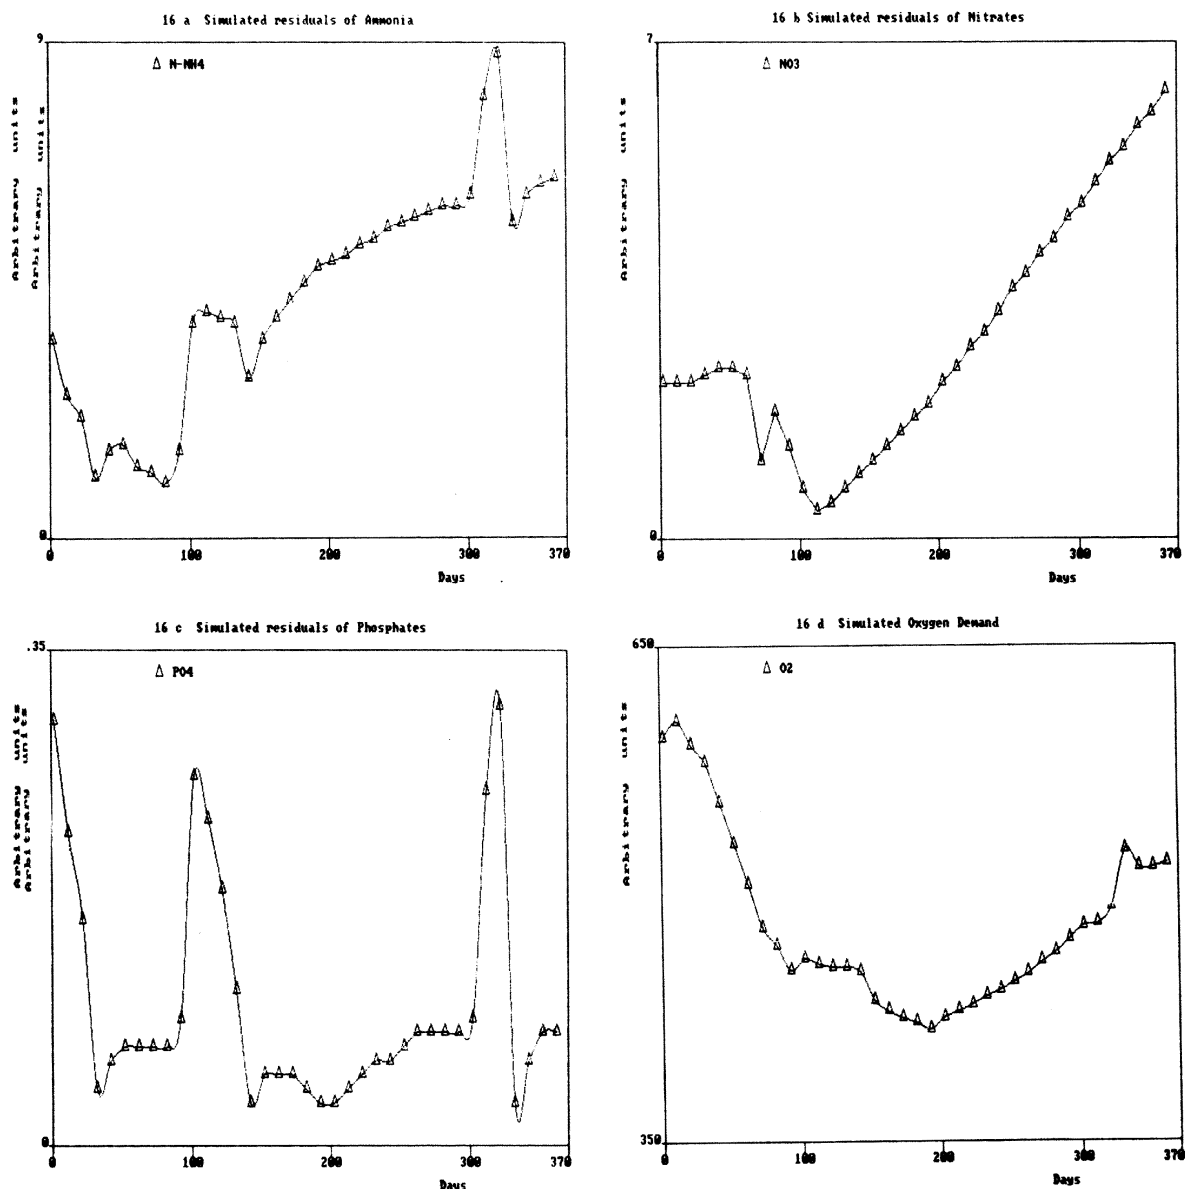 16 a Simulated residuals of Ammonia
9
N-NH4
Arbitrary units
Arbitrary units
0
0 100 200 300 370
Days
16 b Simulated residuals of Nitrates
7
NO3
Arbitrary units
0
0 100 200 300 370
Days
16 c Simulated residuals of Phosphates
.35
PO4
Arbitrary units
Arbitrary units
0
0 100 200 300 370
Days
16 d Simulated Oxygen Demand
650
O2
Arbitrary units
350
0 100 200 300 370
Days